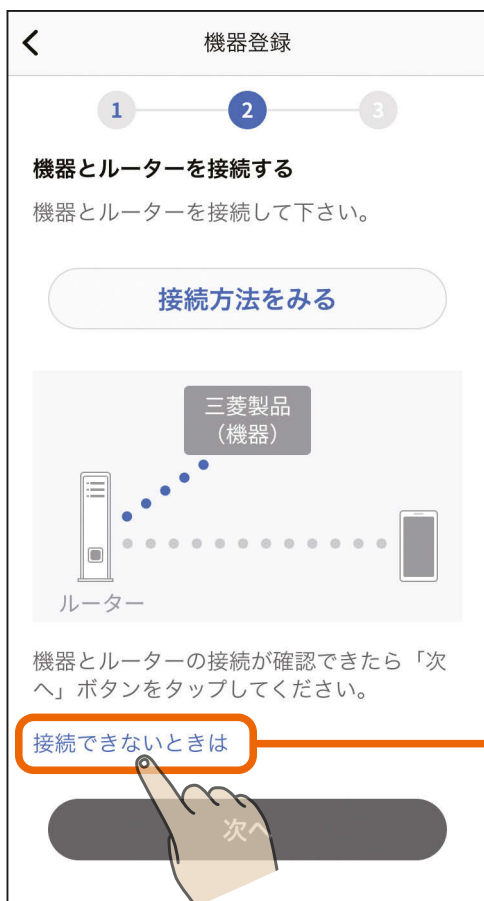 機器登録
1 2 3
機器とルーターを接続する
機器とルーターを接続して下さい。
接続方法をみる
三菱製品
（機器）
ルーター
機器とルーターの接続が確認できたら「次
へ」ボタンをタップしてください。
接続できないときは
次へ